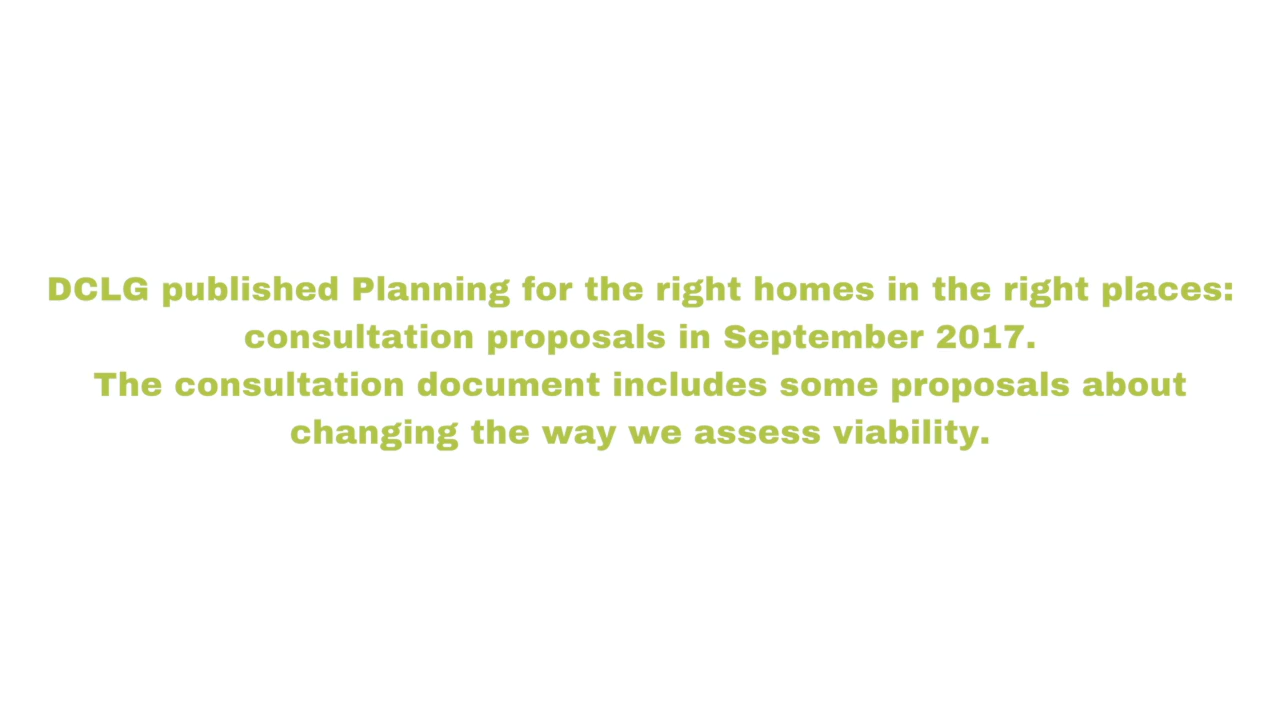 DCLG published Planning for the right homes in the right places:
consultation proposals in September 2017.
The consultation document includes some proposals about
changing the way we assess viability.